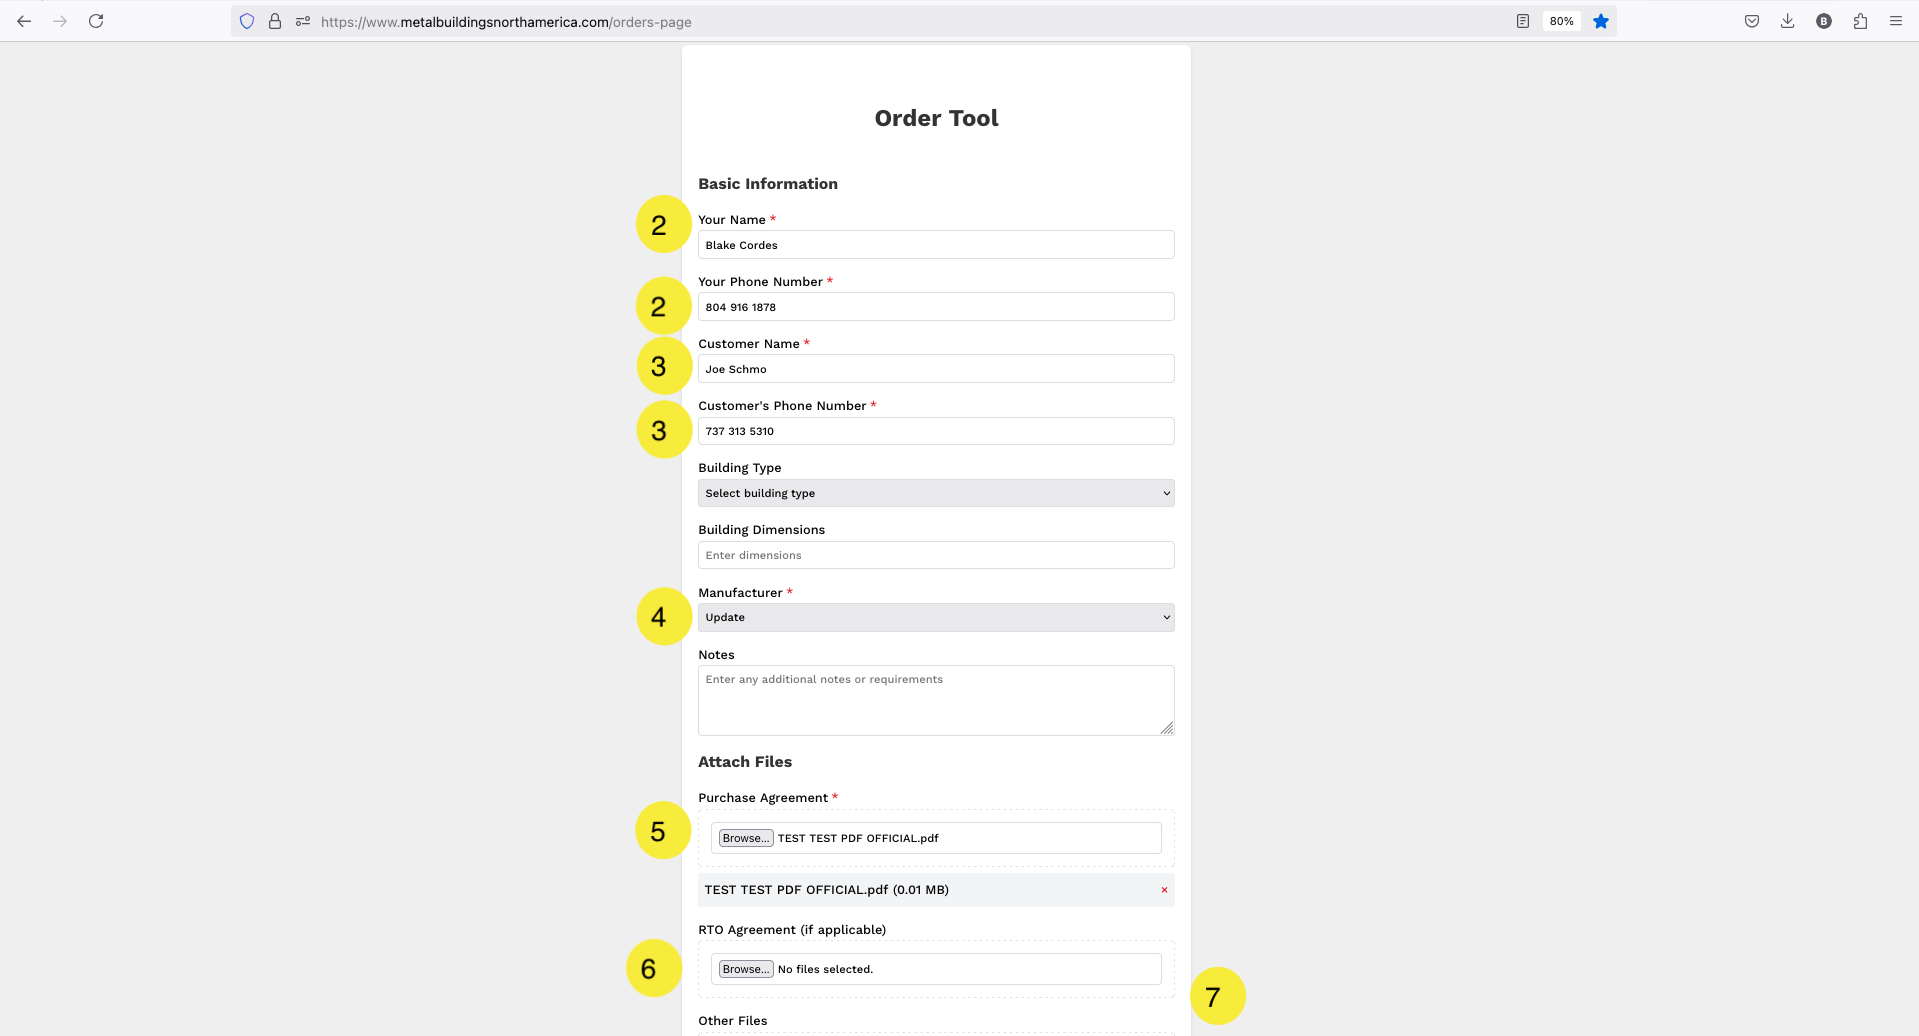 https://www.metalbuildingsnorthamerica.com/orders-page
80%
B
Order Tool
Basic Information
2
Your Name *
Blake Cordes
2
Your Phone Number *
804 916 1878
3
Customer Name *
Joe Schmo
3
Customer's Phone Number *
737 313 5310
Building Type
Select building type
Building Dimensions
Enter dimensions
4
Manufacturer *
Update
Notes
Enter any additional notes or requirements
Attach Files
Purchase Agreement *
5
Browse... TEST TEST PDF OFFICIAL.pdf
TEST TEST PDF OFFICIAL.pdf (0.01 MB) ×
RTO Agreement (if applicable)
6
Browse... No files selected.
7
Other Files